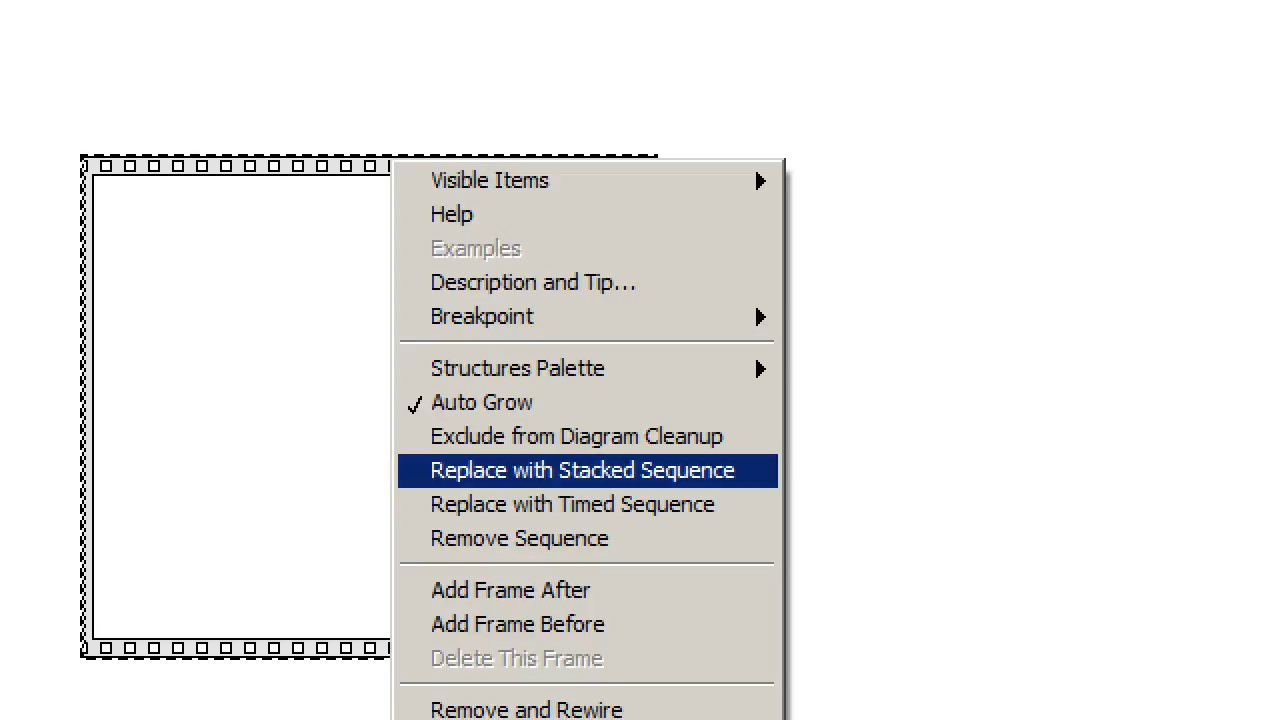 Visible Items
Help
Examples
Description and Tip...
Breakpoint
Structures Palette
Auto Grow
Exclude from Diagram Cleanup
Replace with Stacked Sequence
Replace with Timed Sequence
Remove Sequence
Add Frame After
Add Frame Before
Delete This Frame
Remove and Rewire